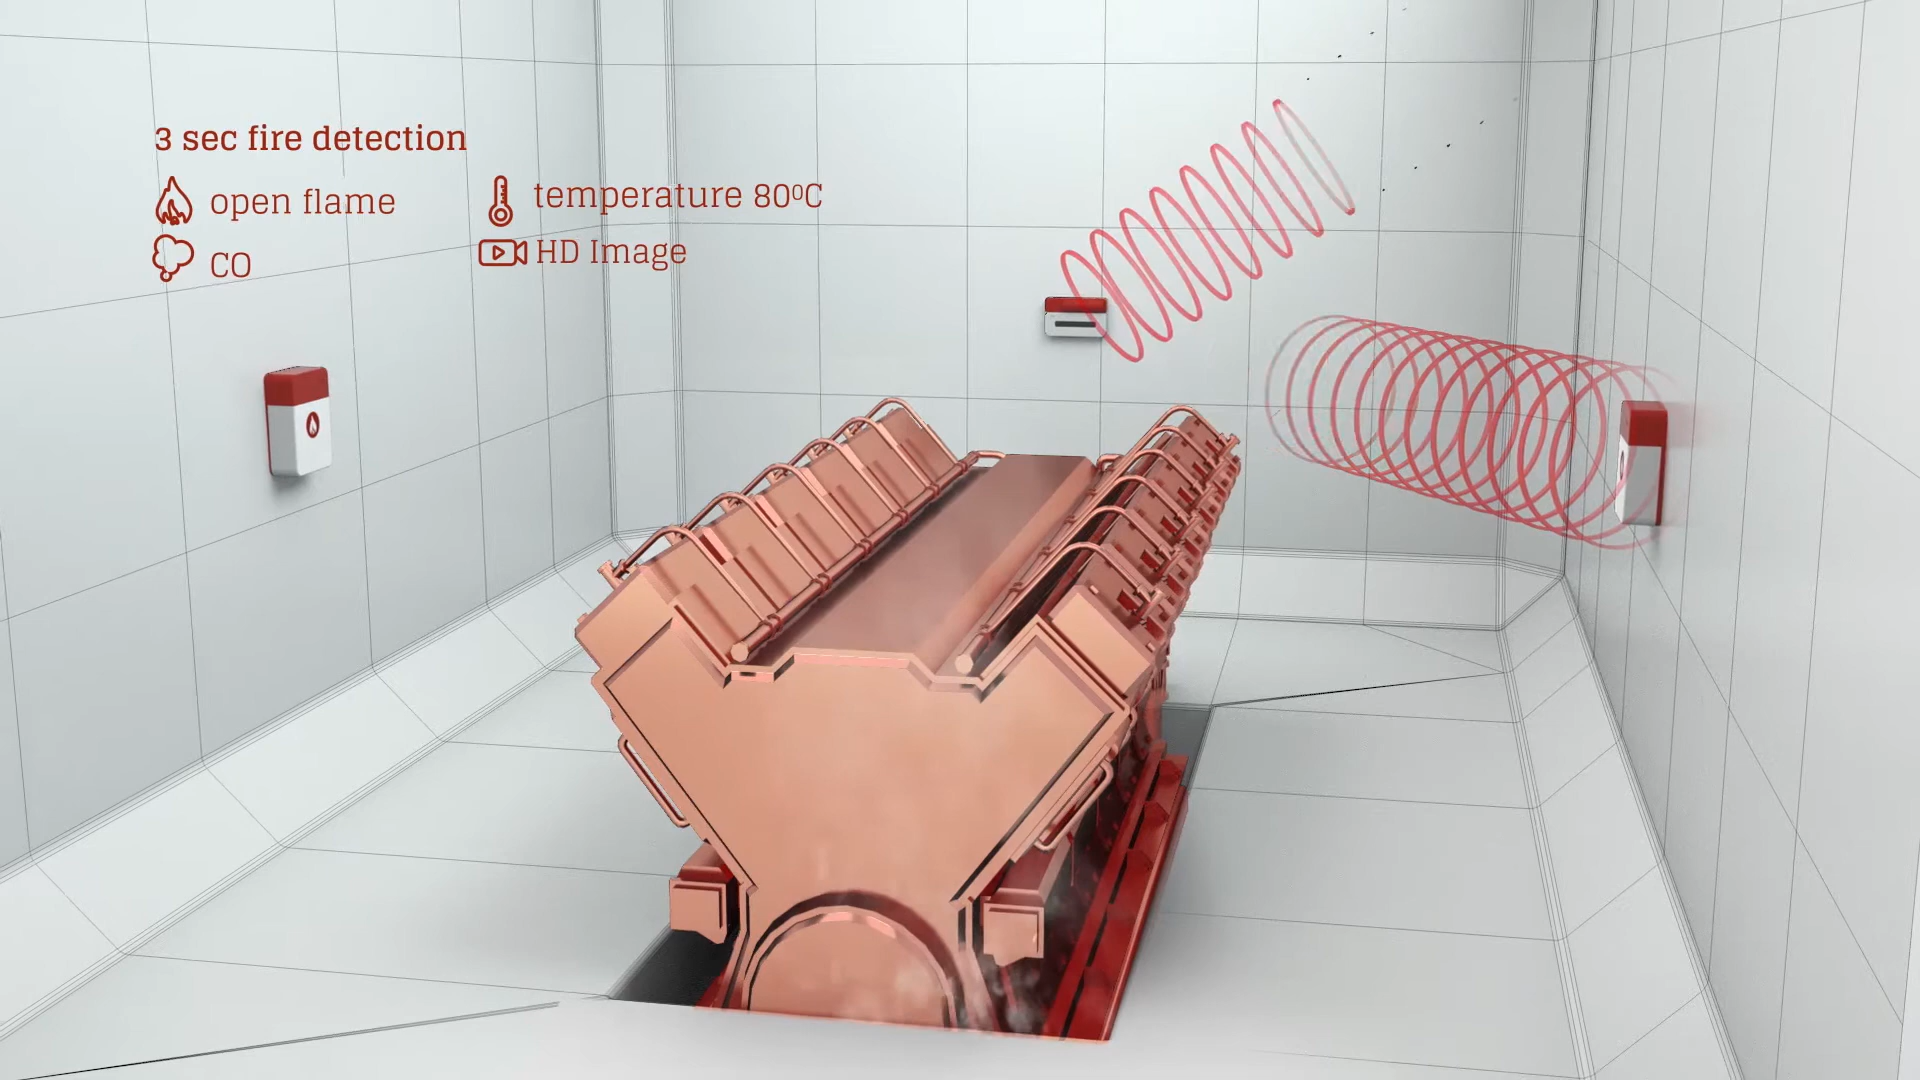 3 sec fire detection
open flame
temperature 80ºC
CO
HD Image